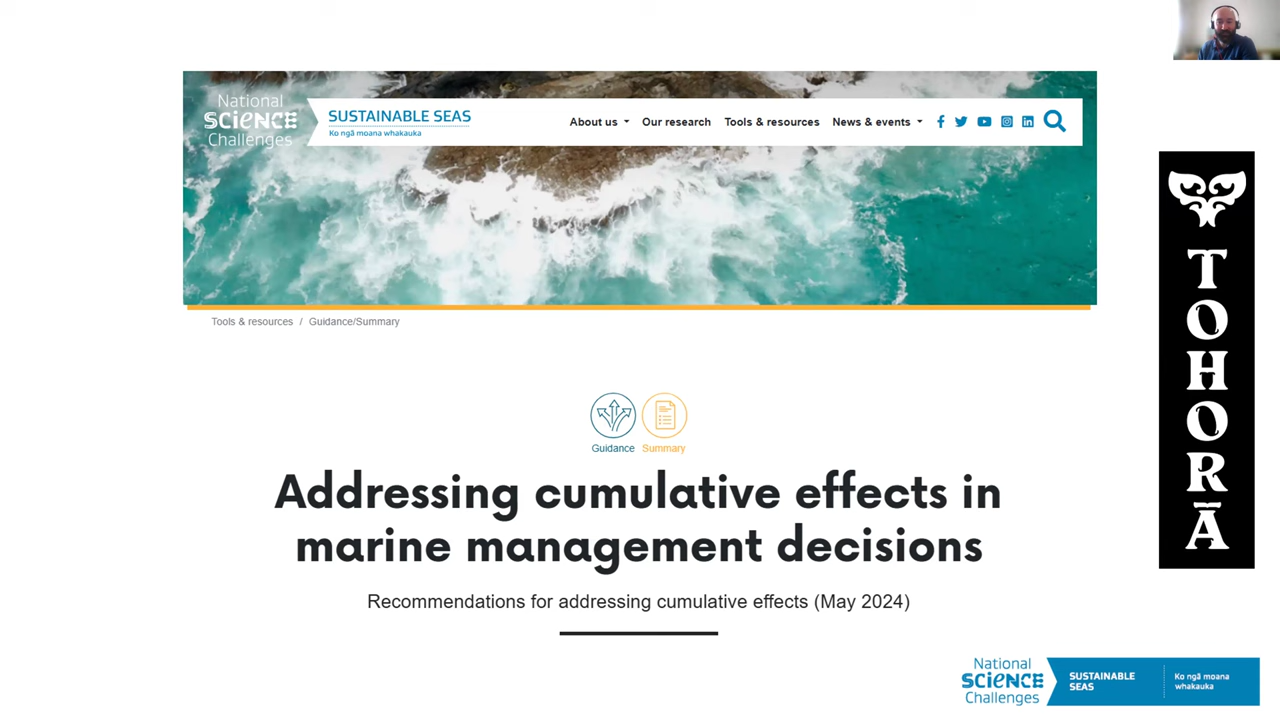 National
SCIENCE
Challenges
SUSTAINABLE SEAS
Ko ngā moana whakauka
About us
Our research
Tools & resources
News & events
Tools & resources / Guidance/Summary
Guidance
Summary
Addressing cumulative effects in
marine management decisions
Recommendations for addressing cumulative effects (May 2024)
TOHORĀ
National
SCIENCE
Challenges
SUSTAINABLE
SEAS
Ko ngā moana
whakauka